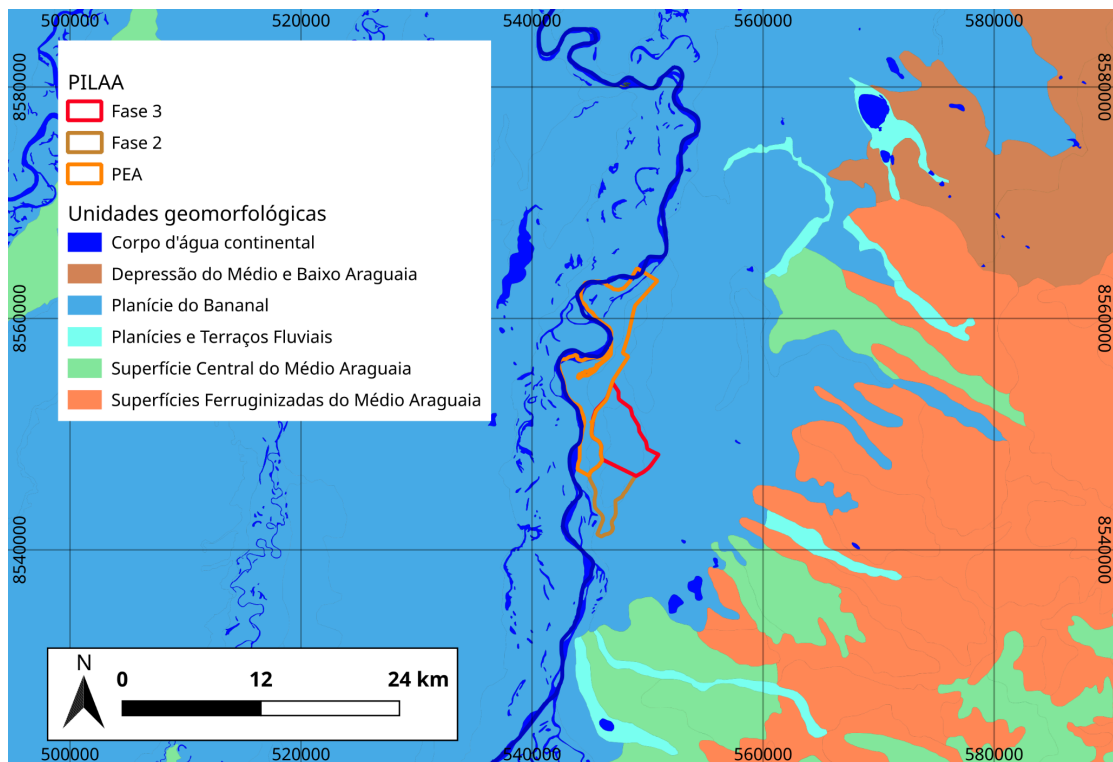 5000000 520000 540000 560000 580000
8580000 8580000
PILAA
Fase 3
Fase 2
PEA
Unidades geomorfológicas
Corpo d'água continental
Depressão do Médio e Baixo Araguaia
Planície do Bananal
8560000 8560000
Planícies e Terraços Fluviais
Superfície Central do Médio Araguaia
Superfícies Ferruginizadas do Médio Araguaia
8540000 8540000
N
0 12 24 km
500000 520000 540000 560000 580000